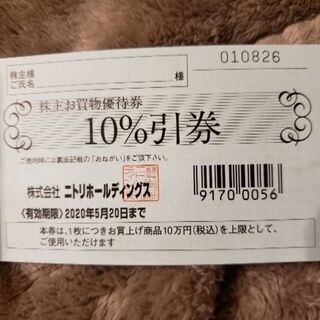 010826
株主様
ご氏名 様
株主お買物優待券
10%引券
ご使用時には裏面記載の「おねがい」をご覧下さい。
株式会社 ニトリホールディングス
9170 0056
〈有効期限〉2020年5月20日まで
本券は、1枚につきお買上げ商品10万円(税込)を上限として、
ご使用いただけます